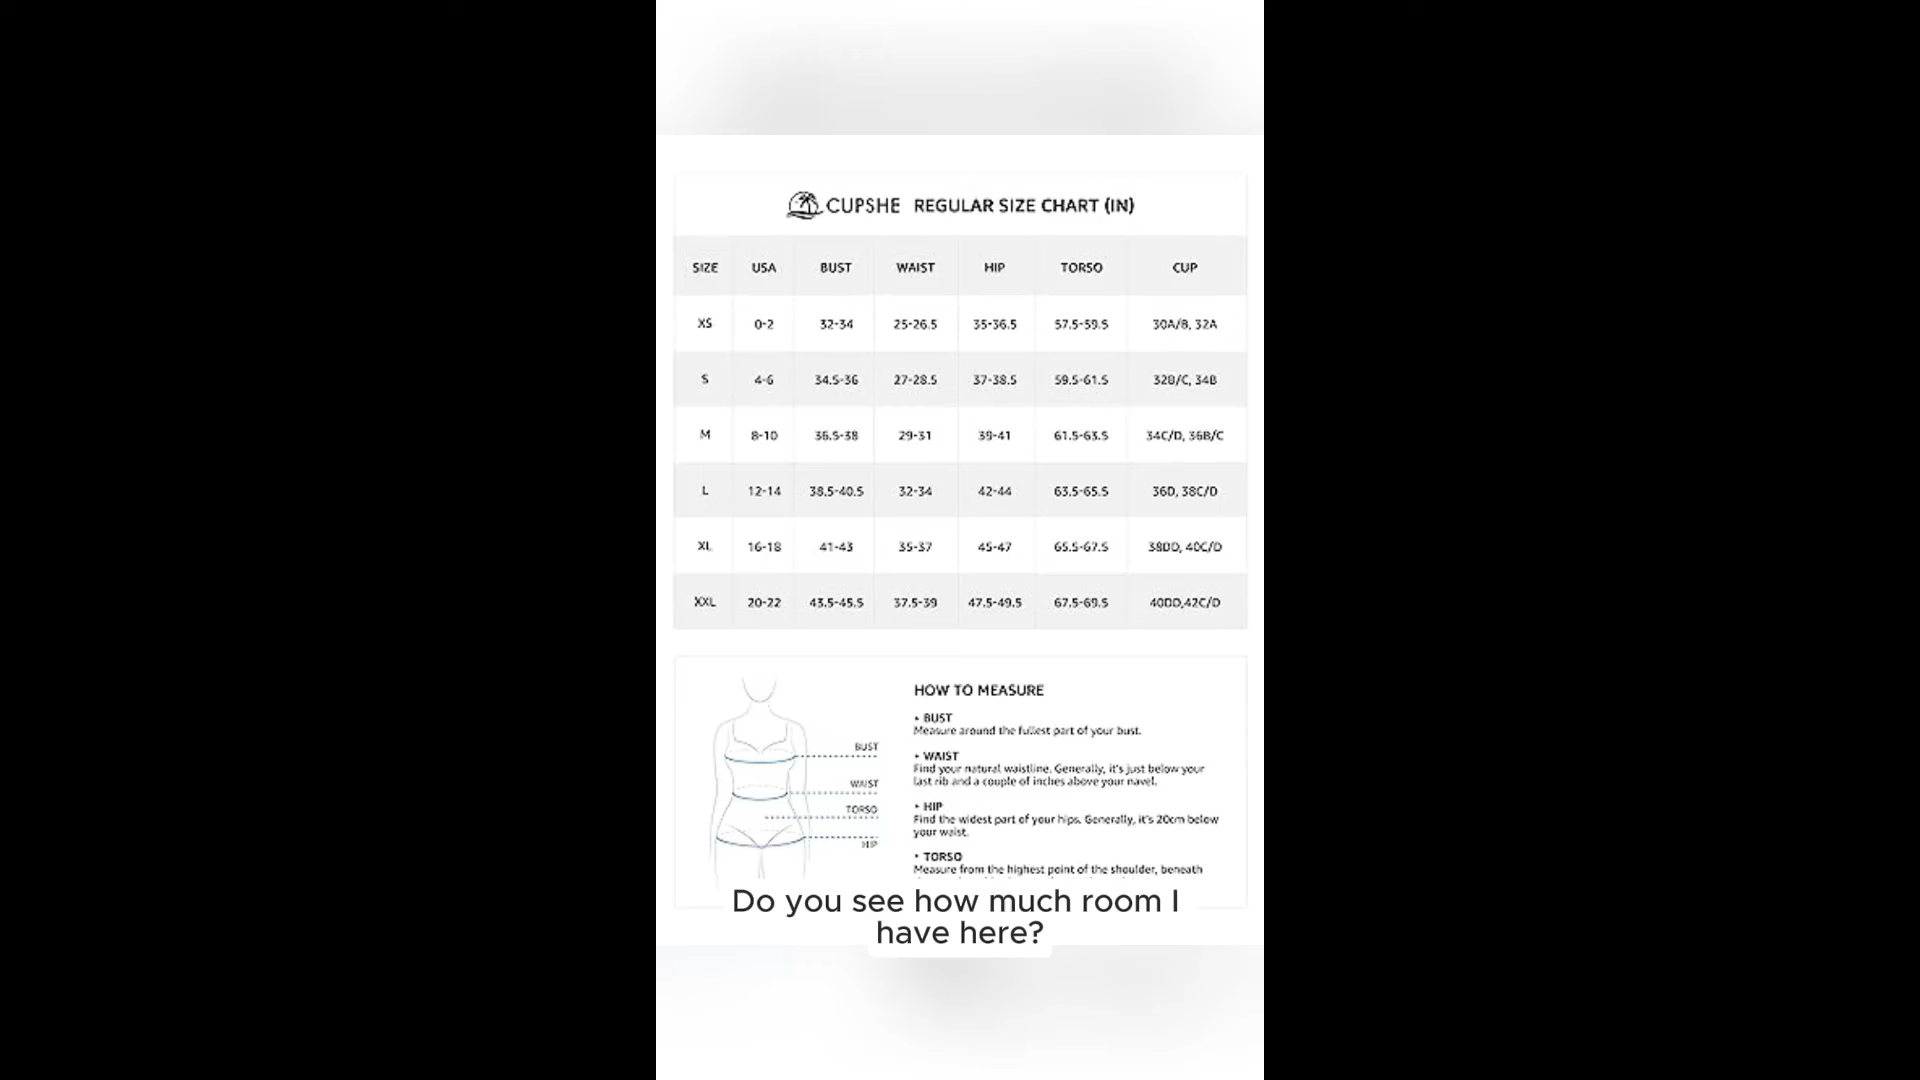 CUPSHE REGULAR SIZE CHART (IN)
SIZE USA BUST WAIST HIP TORSO CUP
XS 0-2 32-34 25-26.5 35-36.5 57.5-59.5 30A/B, 32A
S 4-6 34.5-36 27-28.5 37-38.5 59.5-61.5 32B/C, 34B
M 8-10 36.5-38 29-31 39-41 61.5-63.5 34C/D, 36B/C
L 12-14 38.5-40.5 32-34 42-44 63.5-65.5 36D, 38C/D
XL 16-18 41-43 35-37 45-47 65.5-67.5 38DD, 40C/D
XXL 20-22 43.5-45.5 37.5-39 47.5-49.5 67.5-69.5 40DD,42C/D
BUST
WAIST
TORSO
HIP
HOW TO MEASURE
• BUST
Measure around the fullest part of your bust.
• WAIST
Find your natural waistline. Generally, it's just below your
last rib and a couple of inches above your navel.
• HIP
Find the widest part of your hips. Generally, it's 20cm below
your waist.
• TORSO
Measure from the highest point of the shoulder, beneath
Do you see how much room I
have here?